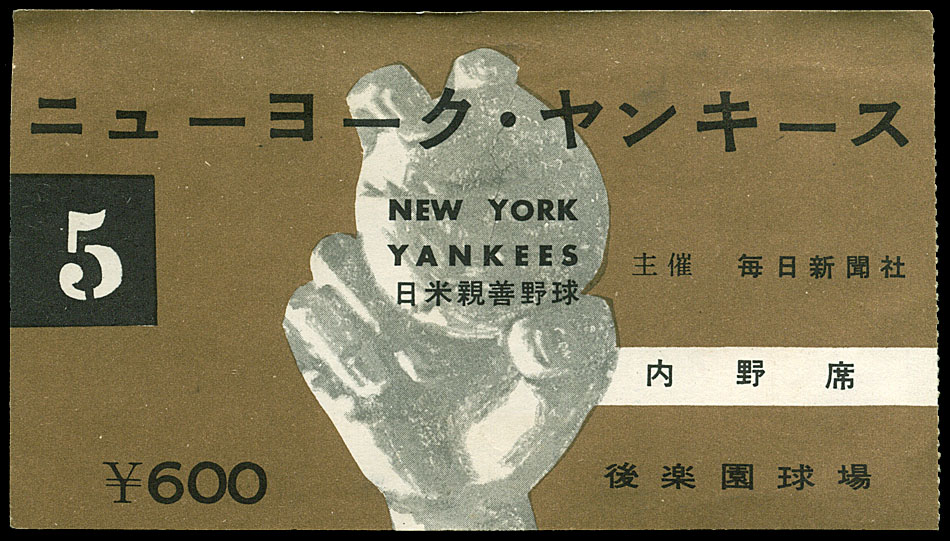 ニューヨーク・ヤンキース
5
NEW YORK
YANKEES
日米親善野球
主催 毎日新聞社
内野席
¥600
後楽園球場